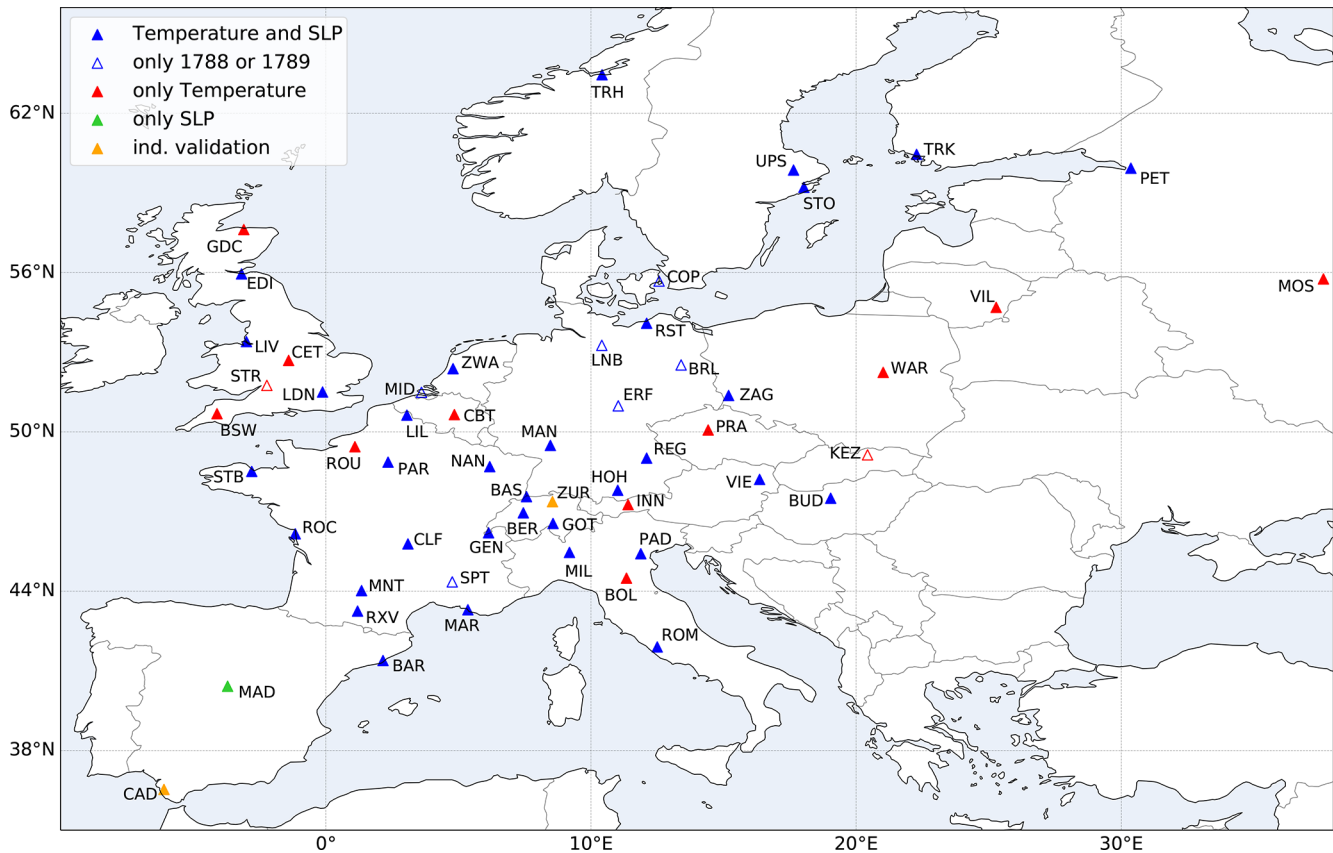 Temperature and SLP
only 1788 or 1789
only Temperature
only SLP
ind. validation
62°N
56°N
50°N
44°N
38°N
TRH
UPS
STO
TRK
PET
GDC
EDI
COP
MOS
VIL
RST
LIV
CET
LNB
BRL
ZWA
STR
LDN
MID
ERF
ZAG
WAR
BSW
LIL
CBT
MAN
PRA
ROU
PAR
NAN
REG
KEZ
STB
HOH
VIE
BUD
BAS
ZUR
INN
ROC
BER
GOT
CLF
GEN
PAD
MIL
MNT
SPT
BOL
RXV
MAR
ROM
BAR
MAD
CAD
0°
10°E
20°E
30°E